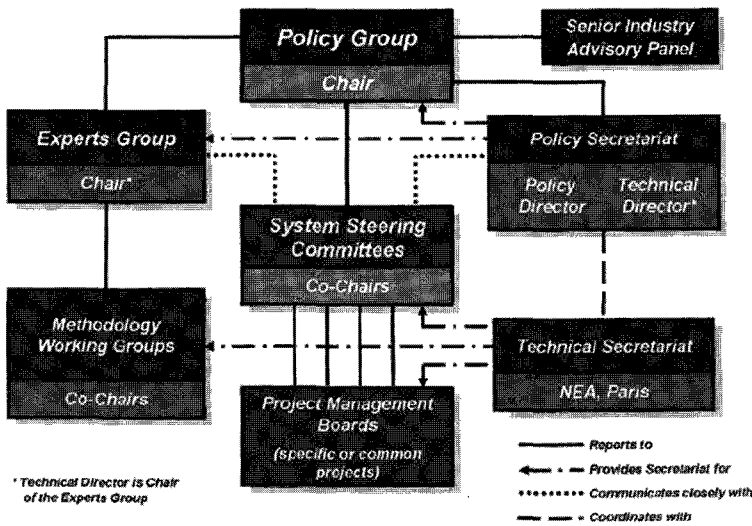 Policy Group
Chair
Senior Industry
Advisory Panel
Experts Group
Chair*
Policy Secretariat
Policy
Director
Technical
Director*
System Steering
Committees
Co-Chairs
Methodology
Working Groups
Co-Chairs
Technical Secretariat
NEA, Paris
Project Management
Boards
(specific or common
projects)
Reports to
Provides Secretariat for
Communicates closely with
Coordinates with
* Technical Director is Chair
of the Experts Group